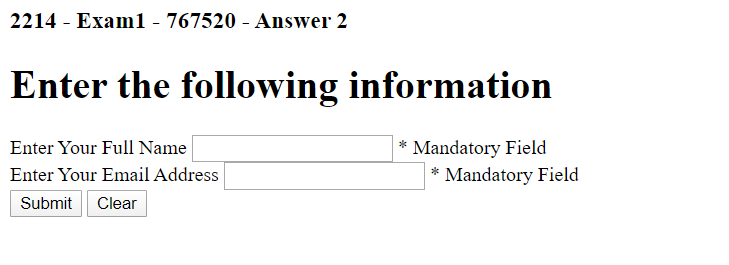 2214 - Exam1 - 767520 - Answer 2
Enter the following information
Enter Your Full Name * Mandatory Field
Enter Your Email Address * Mandatory Field
Submit Clear